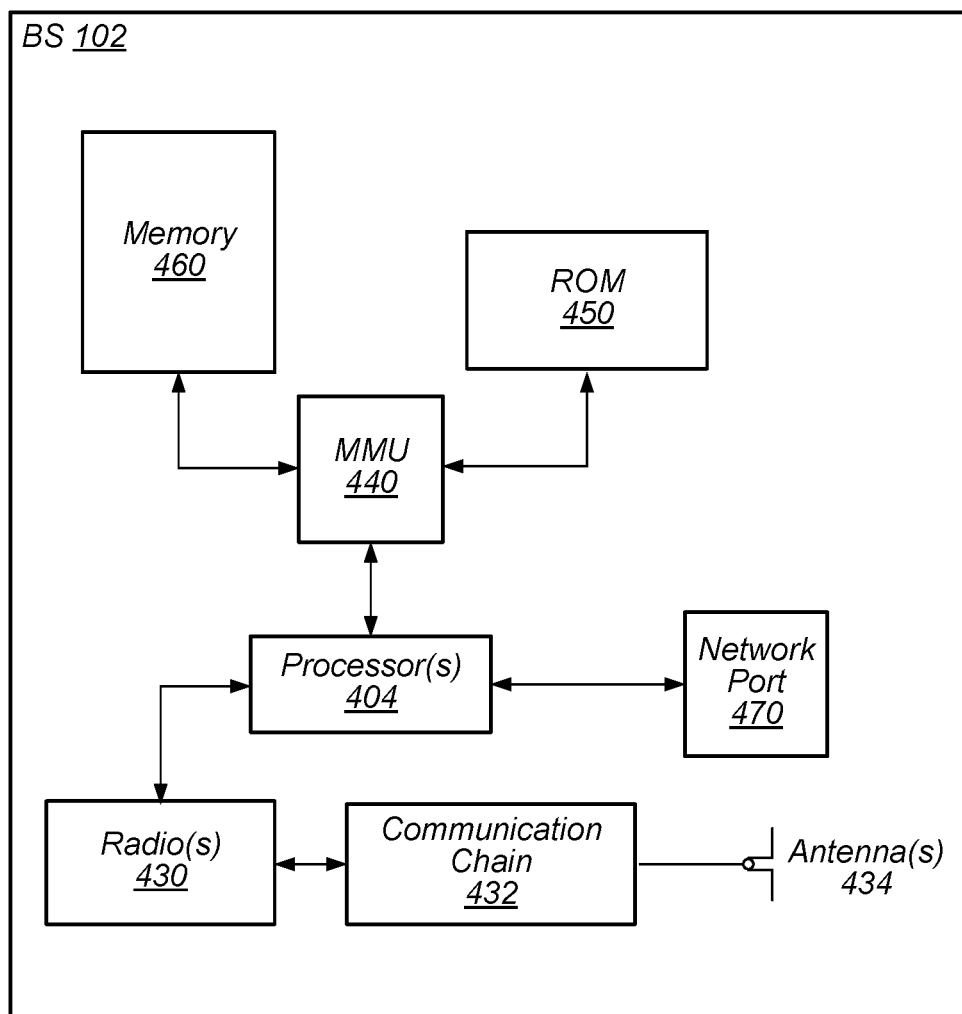 BS 102
Memory
460
ROM
450
MMU
440
Processor(s)
404
Network
Port
470
Radio(s)
430
Communication
Chain
432
Antenna(s)
434